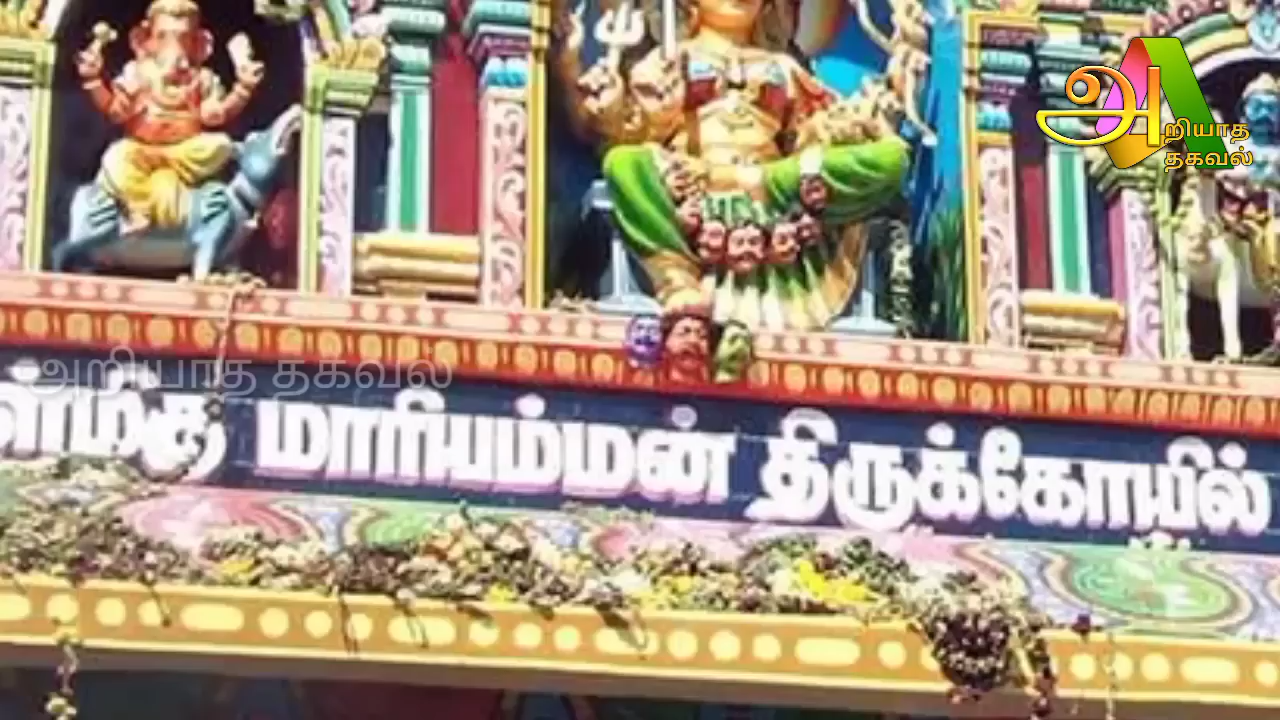 அறியாத
தகவல்
அறியாத தகவல்
மாரியம்மன் திருக்கோயில்